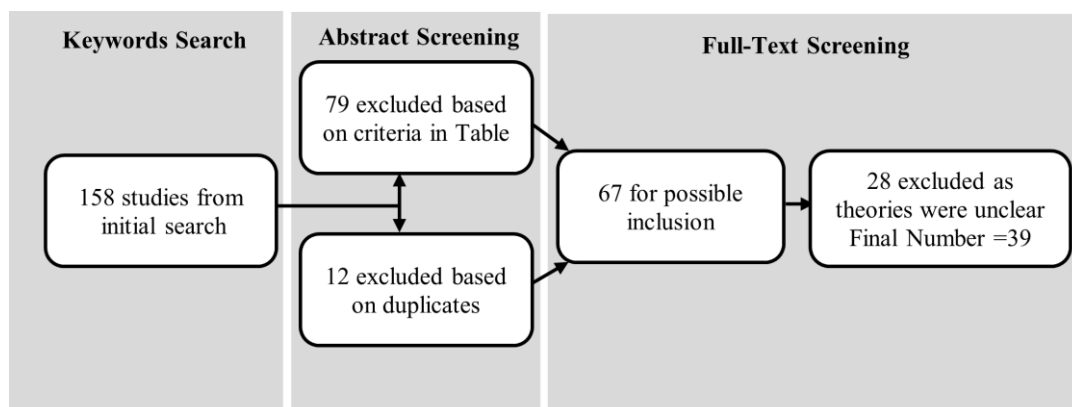 Keywords Search
Abstract Screening
Full-Text Screening
158 studies from
initial search
79 excluded based
on criteria in Table
12 excluded based
on duplicates
67 for possible
inclusion
28 excluded as
theories were unclear
Final Number =39